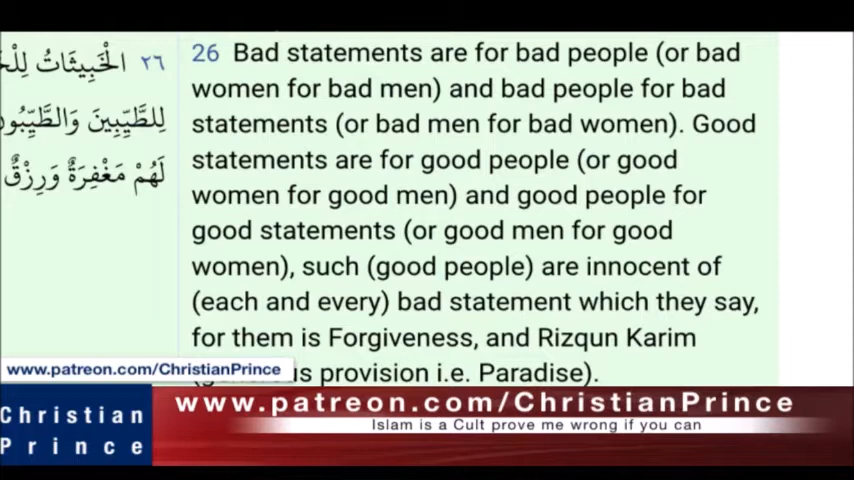 ٢٦ الْخَبِيثَاتُ
لِلطَّيِّبِينَ
لَهُمْ مَغْفِرَةٌ وَرِزْقٌ
26 Bad statements are for bad people (or bad
women for bad men) and bad people for bad
statements (or bad men for bad women). Good
statements are for good people (or good
women for good men) and good people for
good statements (or good men for good
women), such (good people) are innocent of
(each and every) bad statement which they say,
for them is Forgiveness, and Rizqun Karim
provision i.e. Paradise).
www.patreon.com/ChristianPrince
Christian
Prince
www.patreon.com/ChristianPrince
Islam is a Cult prove me wrong if you can